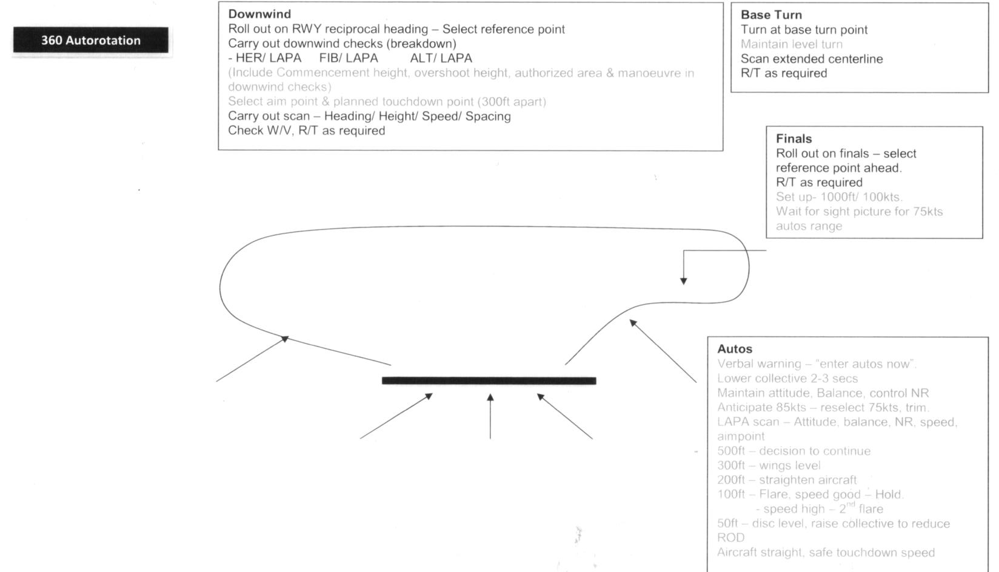 360 Autorotation
Downwind
Roll out on RWY reciprocal heading – Select reference point
Carry out downwind checks (breakdown)
- HER/ LAPA FIB/ LAPA ALT/ LAPA
(Include Commencement height, overshoot height, authorized area & manoeuvre in
downwind checks)
Select aim point & planned touchdown point (300ft apart)
Carry out scan – Heading/ Height/ Speed/ Spacing
Check W/V, R/T as required
Base Turn
Turn at base turn point
Maintain level turn
Scan extended centerline
R/T as required
Finals
Roll out on finals – select
reference point ahead.
R/T as required
Set up- 1000ft/ 100kts.
Wait for sight picture for 75kts
autos range
Autos
Verbal warning – “enter autos now”.
Lower collective 2-3 secs
Maintain attitude, Balance, control NR
Anticipate 85kts – reselect 75kts, trim.
LAPA scan – Attitude, balance, NR, speed,
aimpoint
500ft – decision to continue
300ft – wings level
200ft – straighten aircraft
100ft – Flare, speed good – Hold.
- speed high – 2nd flare
50ft – disc level, raise collective to reduce
ROD
Aircraft straight, safe touchdown speed